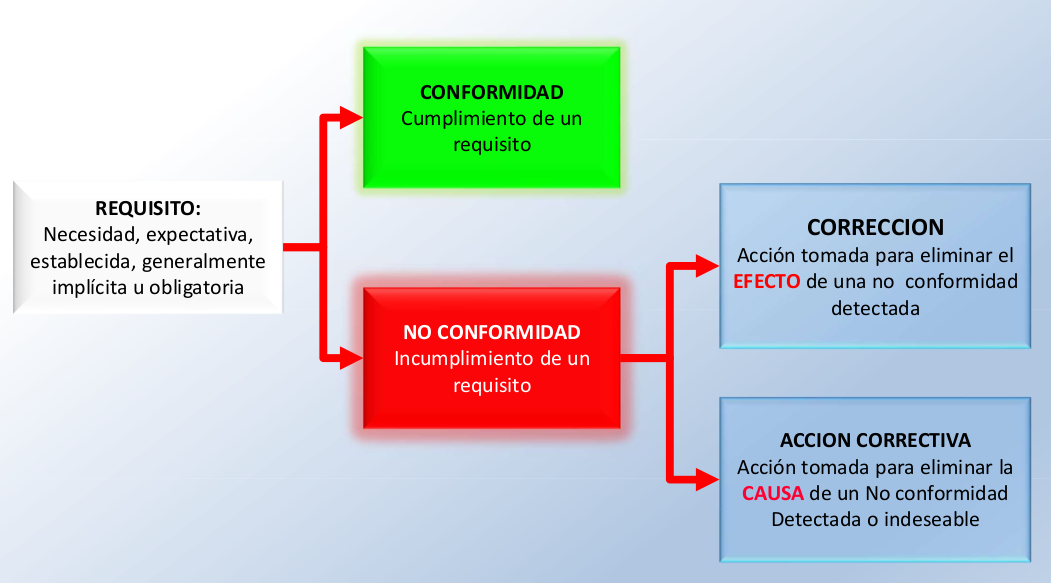 CONFORMIDAD
Cumplimiento de un
requisito
REQUISITO:
Necesidad, expectativa,
establecida, generalmente
implícita u obligatoria
NO CONFORMIDAD
Incumplimiento de un
requisito
CORRECCION
Acción tomada para eliminar el
EFECTO de una no conformidad
detectada
ACCION CORRECTIVA
Acción tomada para eliminar la
CAUSA de un No conformidad
Detectada o indeseable